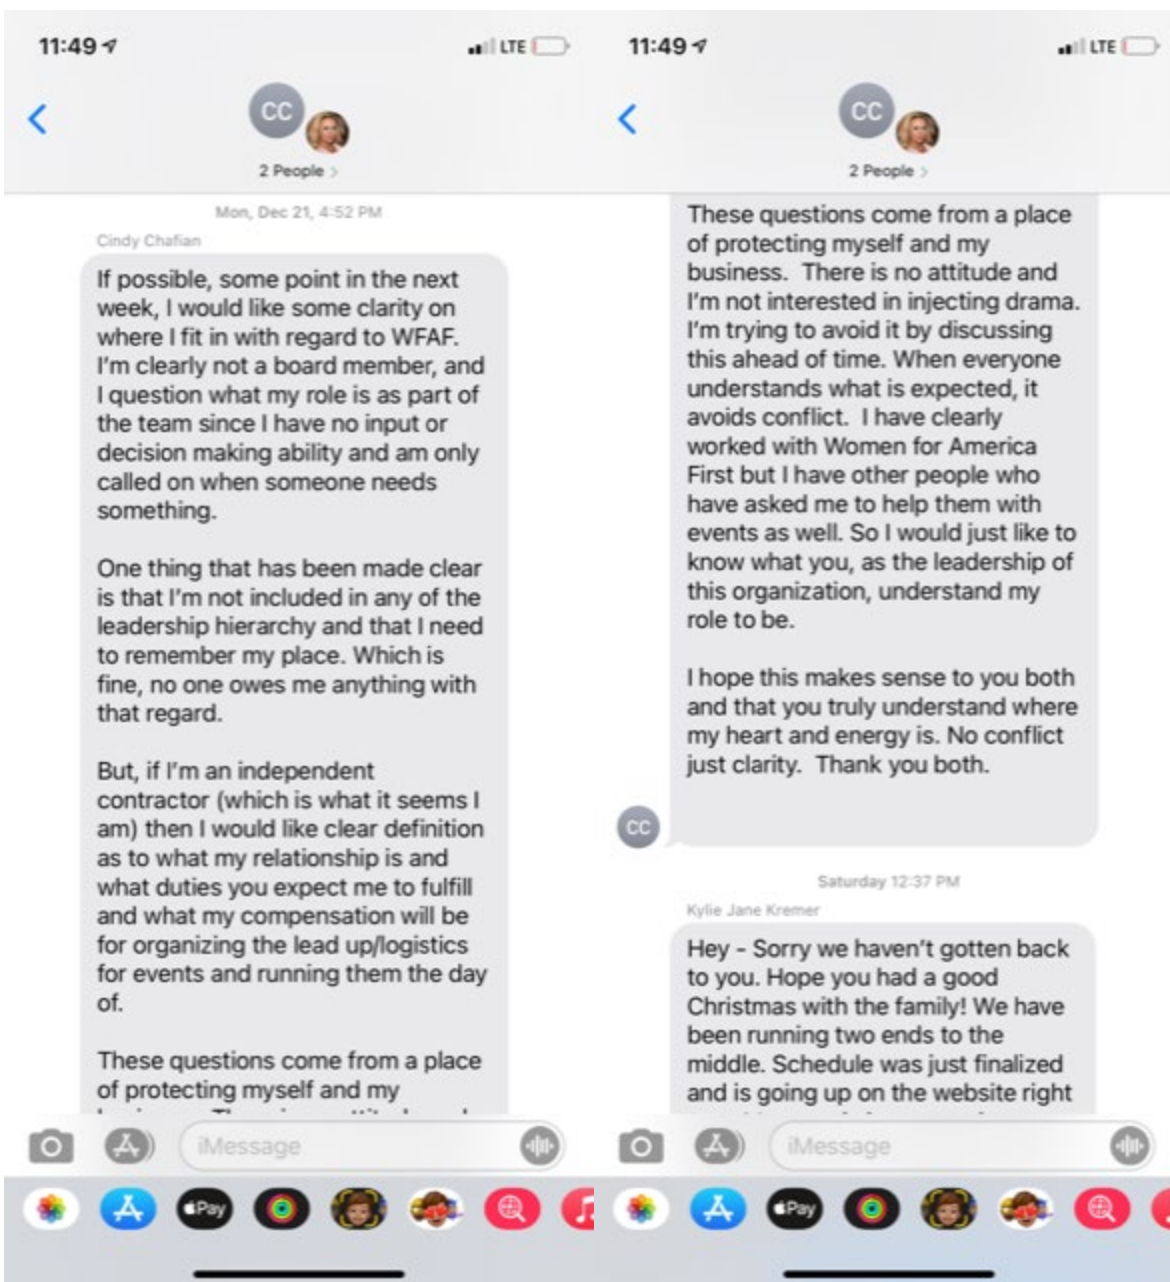 11:49
LTE
CC
2 People
Mon, Dec 21, 4:52 PM
Cindy Chafian
If possible, some point in the next
week, I would like some clarity on
where I fit in with regard to WFAF.
I'm clearly not a board member, and
I question what my role is as part of
the team since I have no input or
decision making ability and am only
called on when someone needs
something.
One thing that has been made clear
is that I'm not included in any of the
leadership hierarchy and that I need
to remember my place. Which is
fine, no one owes me anything with
that regard.
But, if I'm an independent
contractor (which is what it seems I
am) then I would like clear definition
as to what my relationship is and
what duties you expect me to fulfill
and what my compensation will be
for organizing the lead up/logistics
for events and running them the day
of.
These questions come from a place
of protecting myself and my
iMessage
Pay
11:49
LTE
CC
2 People
These questions come from a place
of protecting myself and my
business.  There is no attitude and
I'm not interested in injecting drama.
I'm trying to avoid it by discussing
this ahead of time. When everyone
understands what is expected, it
avoids conflict.  I have clearly
worked with Women for America
First but I have other people who
have asked me to help them with
events as well. So I would just like to
know what you, as the leadership of
this organization, understand my
role to be.
I hope this makes sense to you both
and that you truly understand where
my heart and energy is. No conflict
just clarity.  Thank you both.
CC
Saturday 12:37 PM
Kylie Jane Kremer
Hey - Sorry we haven't gotten back
to you. Hope you had a good
Christmas with the family! We have
been running two ends to the
middle. Schedule was just finalized
and is going up on the website right
iMessage
Pay